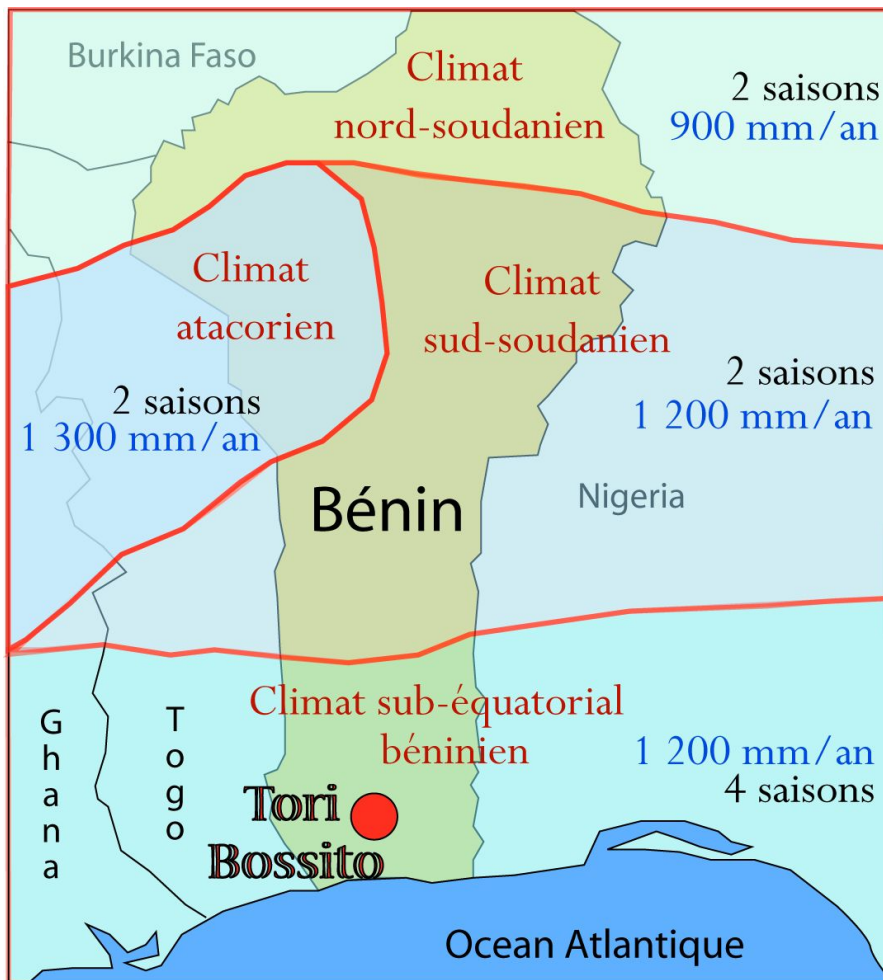 Burkina Faso
Climat
nord-soudanien
2 saisons
900 mm/an
Climat
atacorien
Climat
sud-soudanien
2 saisons
1 300 mm/an
2 saisons
1 200 mm/an
Bénin
Nigeria
Ghana
Togo
Climat sub-équatorial
béninien
1 200 mm/an
4 saisons
Tori
Bossito
Ocean Atlantique